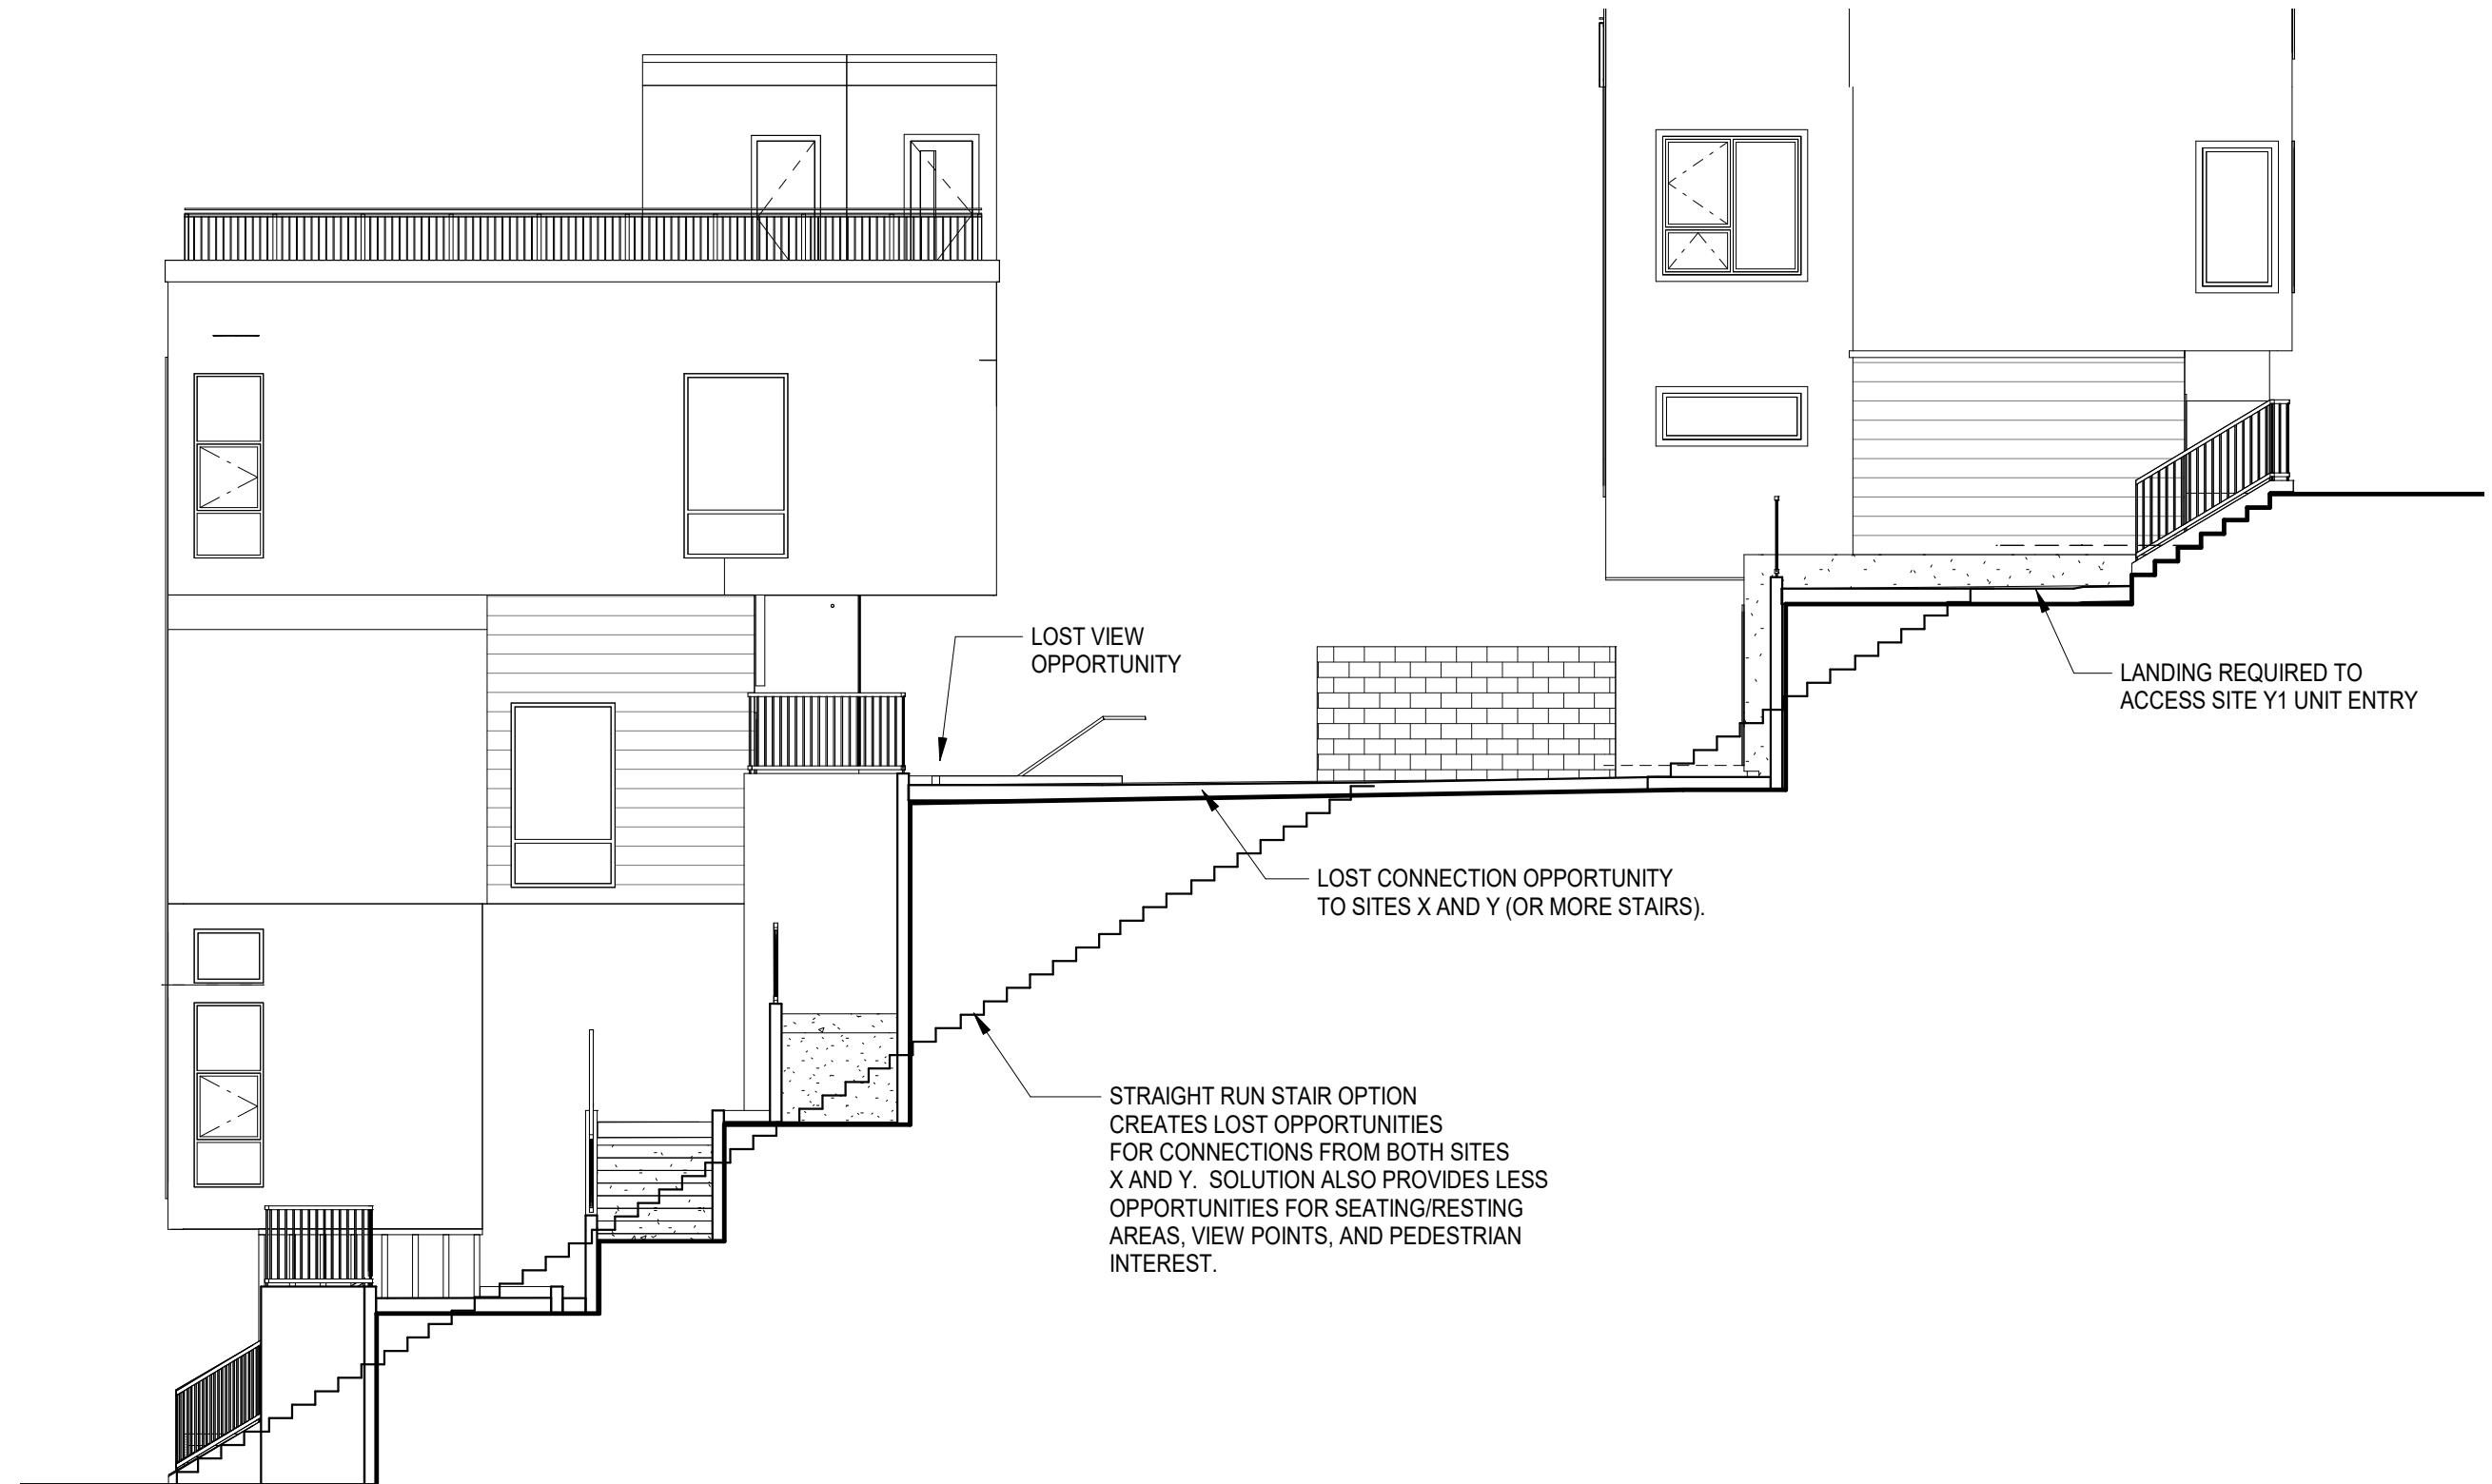 LOST VIEW
OPPORTUNITY
LANDING REQUIRED TO
ACCESS SITE Y1 UNIT ENTRY
LOST CONNECTION OPPORTUNITY
TO SITES X AND Y (OR MORE STAIRS).
STRAIGHT RUN STAIR OPTION
CREATES LOST OPPORTUNITIES
FOR CONNECTIONS FROM BOTH SITES
X AND Y.  SOLUTION ALSO PROVIDES LESS
OPPORTUNITIES FOR SEATING/RESTING
AREAS, VIEW POINTS, AND PEDESTRIAN
INTEREST.